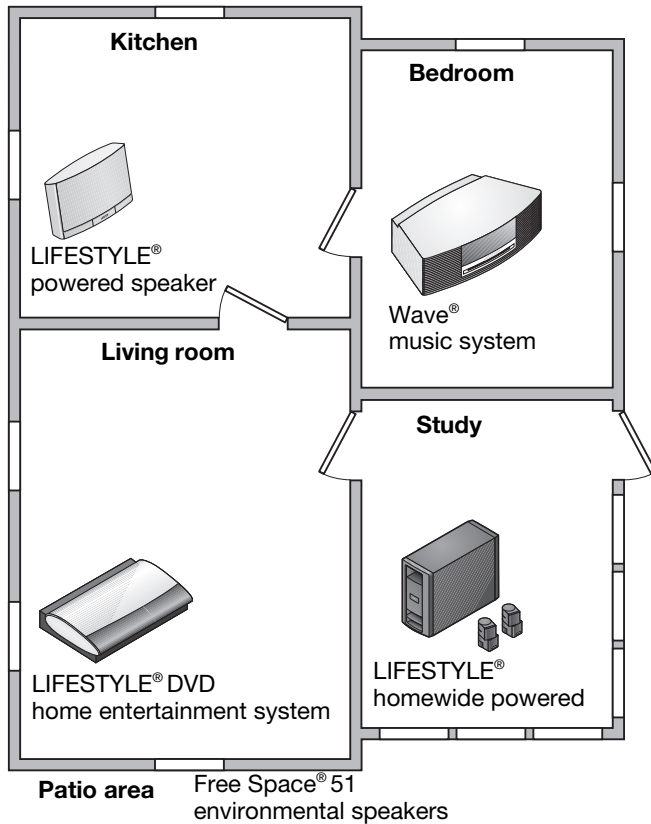 Kitchen
Bedroom
LIFESTYLE®
powered speaker
Wave®
music system
Living room
Study
LIFESTYLE® DVD
home entertainment system
LIFESTYLE®
homewide powered
Patio area
Free Space® 51
environmental speakers